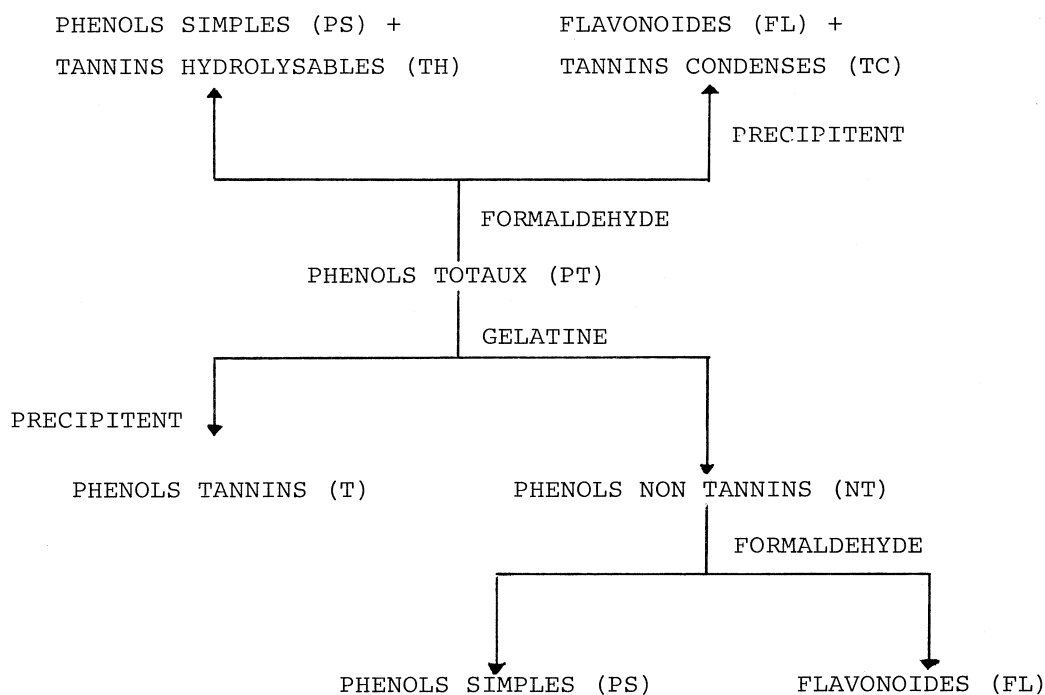 PHENOLS SIMPLES (PS) +
TANNINS HYDROLYSABLES (TH)
FLAVONOIDES (FL) +
TANNINS CONDENSES (TC)
PRECIPITENT
FORMALDEHYDE
PHENOLS TOTAUX (PT)
GELATINE
PRECIPITENT
PHENOLS TANNINS (T)
PHENOLS NON TANNINS (NT)
FORMALDEHYDE
PHENOLS SIMPLES (PS)
FLAVONOIDES (FL)